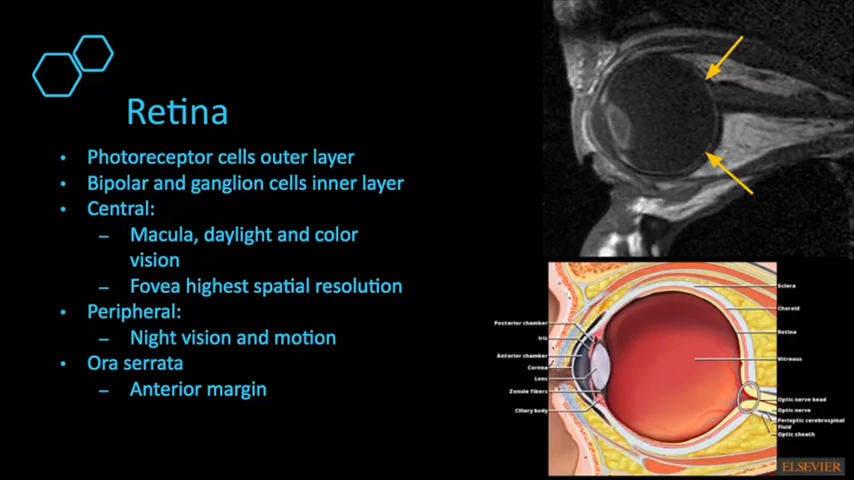 Retina
• Photoreceptor cells outer layer
• Bipolar and ganglion cells inner layer
• Central:
– Macula, daylight and color
vision
– Fovea highest spatial resolution
• Peripheral:
– Night vision and motion
• Ora serrata
– Anterior margin
Posterior chamber
Iris
Anterior chamber
Cornea
Lens
Zonule fibers
Ciliary body
Sclera
Choroid
Retina
Vitreous
Optic nerve head
Optic nerve
Perioptic cerebrospinal
fluid
Optic sheath
ELSEVIER